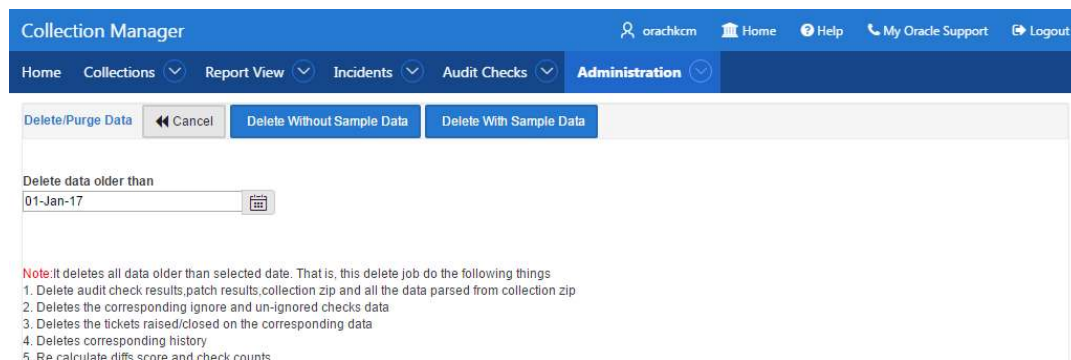 Collection Manager
orachkcm Home Help My Oracle Support Logout
Home Collections Report View Incidents Audit Checks Administration
Delete/Purge Data Cancel Delete Without Sample Data Delete With Sample Data
Delete data older than
01-Jan-17
Note:It deletes all data older than selected date. That is, this delete job do the following things
1. Delete audit check results,patch results,collection zip and all the data parsed from collection zip
2. Deletes the corresponding ignore and un-ignored checks data
3. Deletes the tickets raised/closed on the corresponding data
4. Deletes corresponding history
5. Re calculate diffs score and check counts